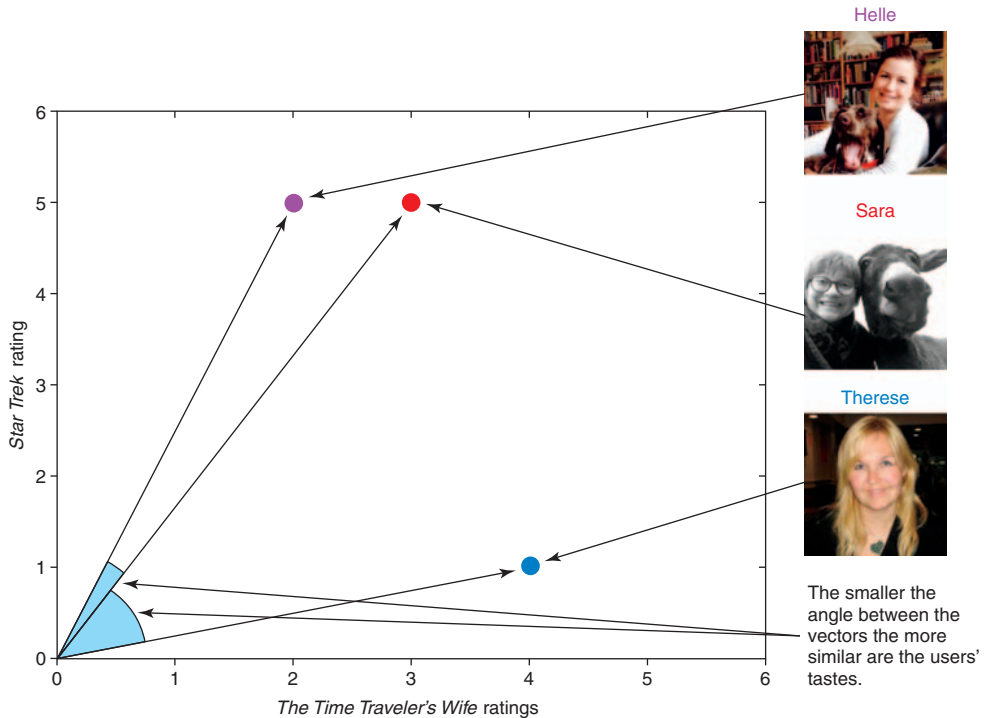 Helle
6
5
4
3
2
1
0
Star Trek rating
0 1 2 3 4 5 6
The Time Traveler's Wife ratings
Sara
Therese
The smaller the
angle between the
vectors the more
similar are the users'
tastes.